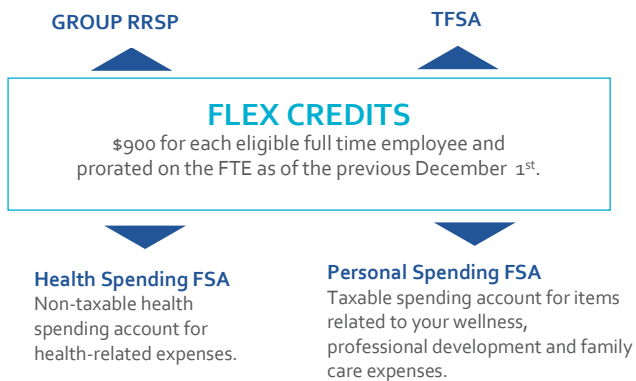 GROUP RRSP
TFSA
FLEX CREDITS
$900 for each eligible full time employee and
prorated on the FTE as of the previous December 1st.
Health Spending FSA
Non-taxable health
spending account for
health-related expenses.
Personal Spending FSA
Taxable spending account for items
related to your wellness,
professional development and family
care expenses.